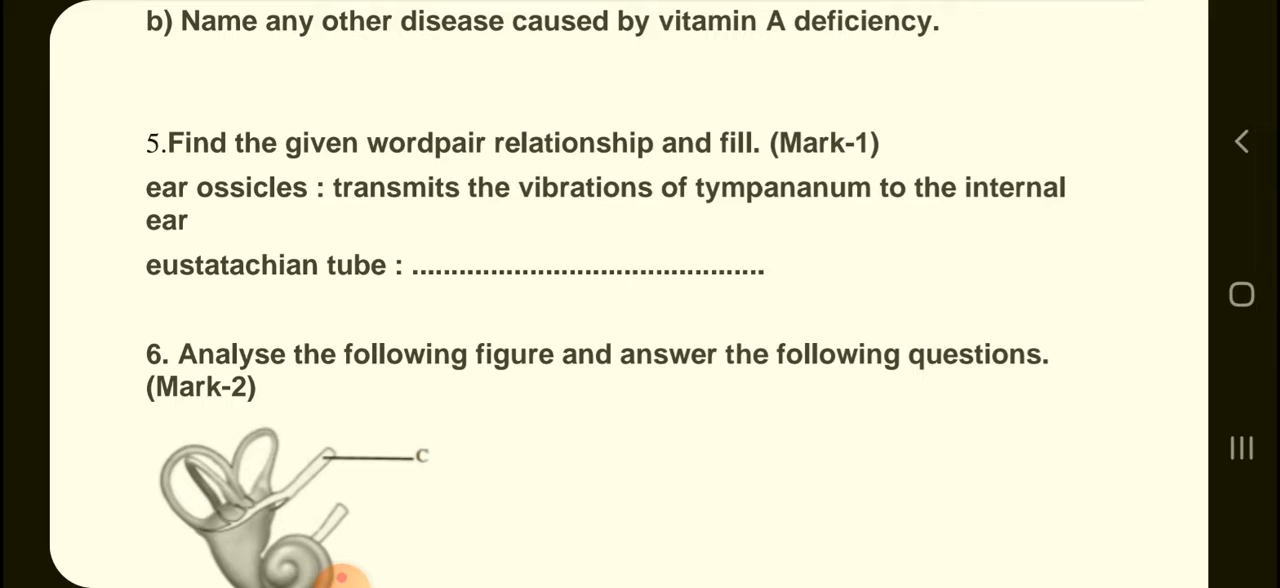 b) Name any other disease caused by vitamin A deficiency.
5.Find the given wordpair relationship and fill. (Mark-1)
ear ossicles : transmits the vibrations of tympananum to the internal
ear
eustatachian tube : .............................................
6. Analyse the following figure and answer the following questions.
(Mark-2)
C